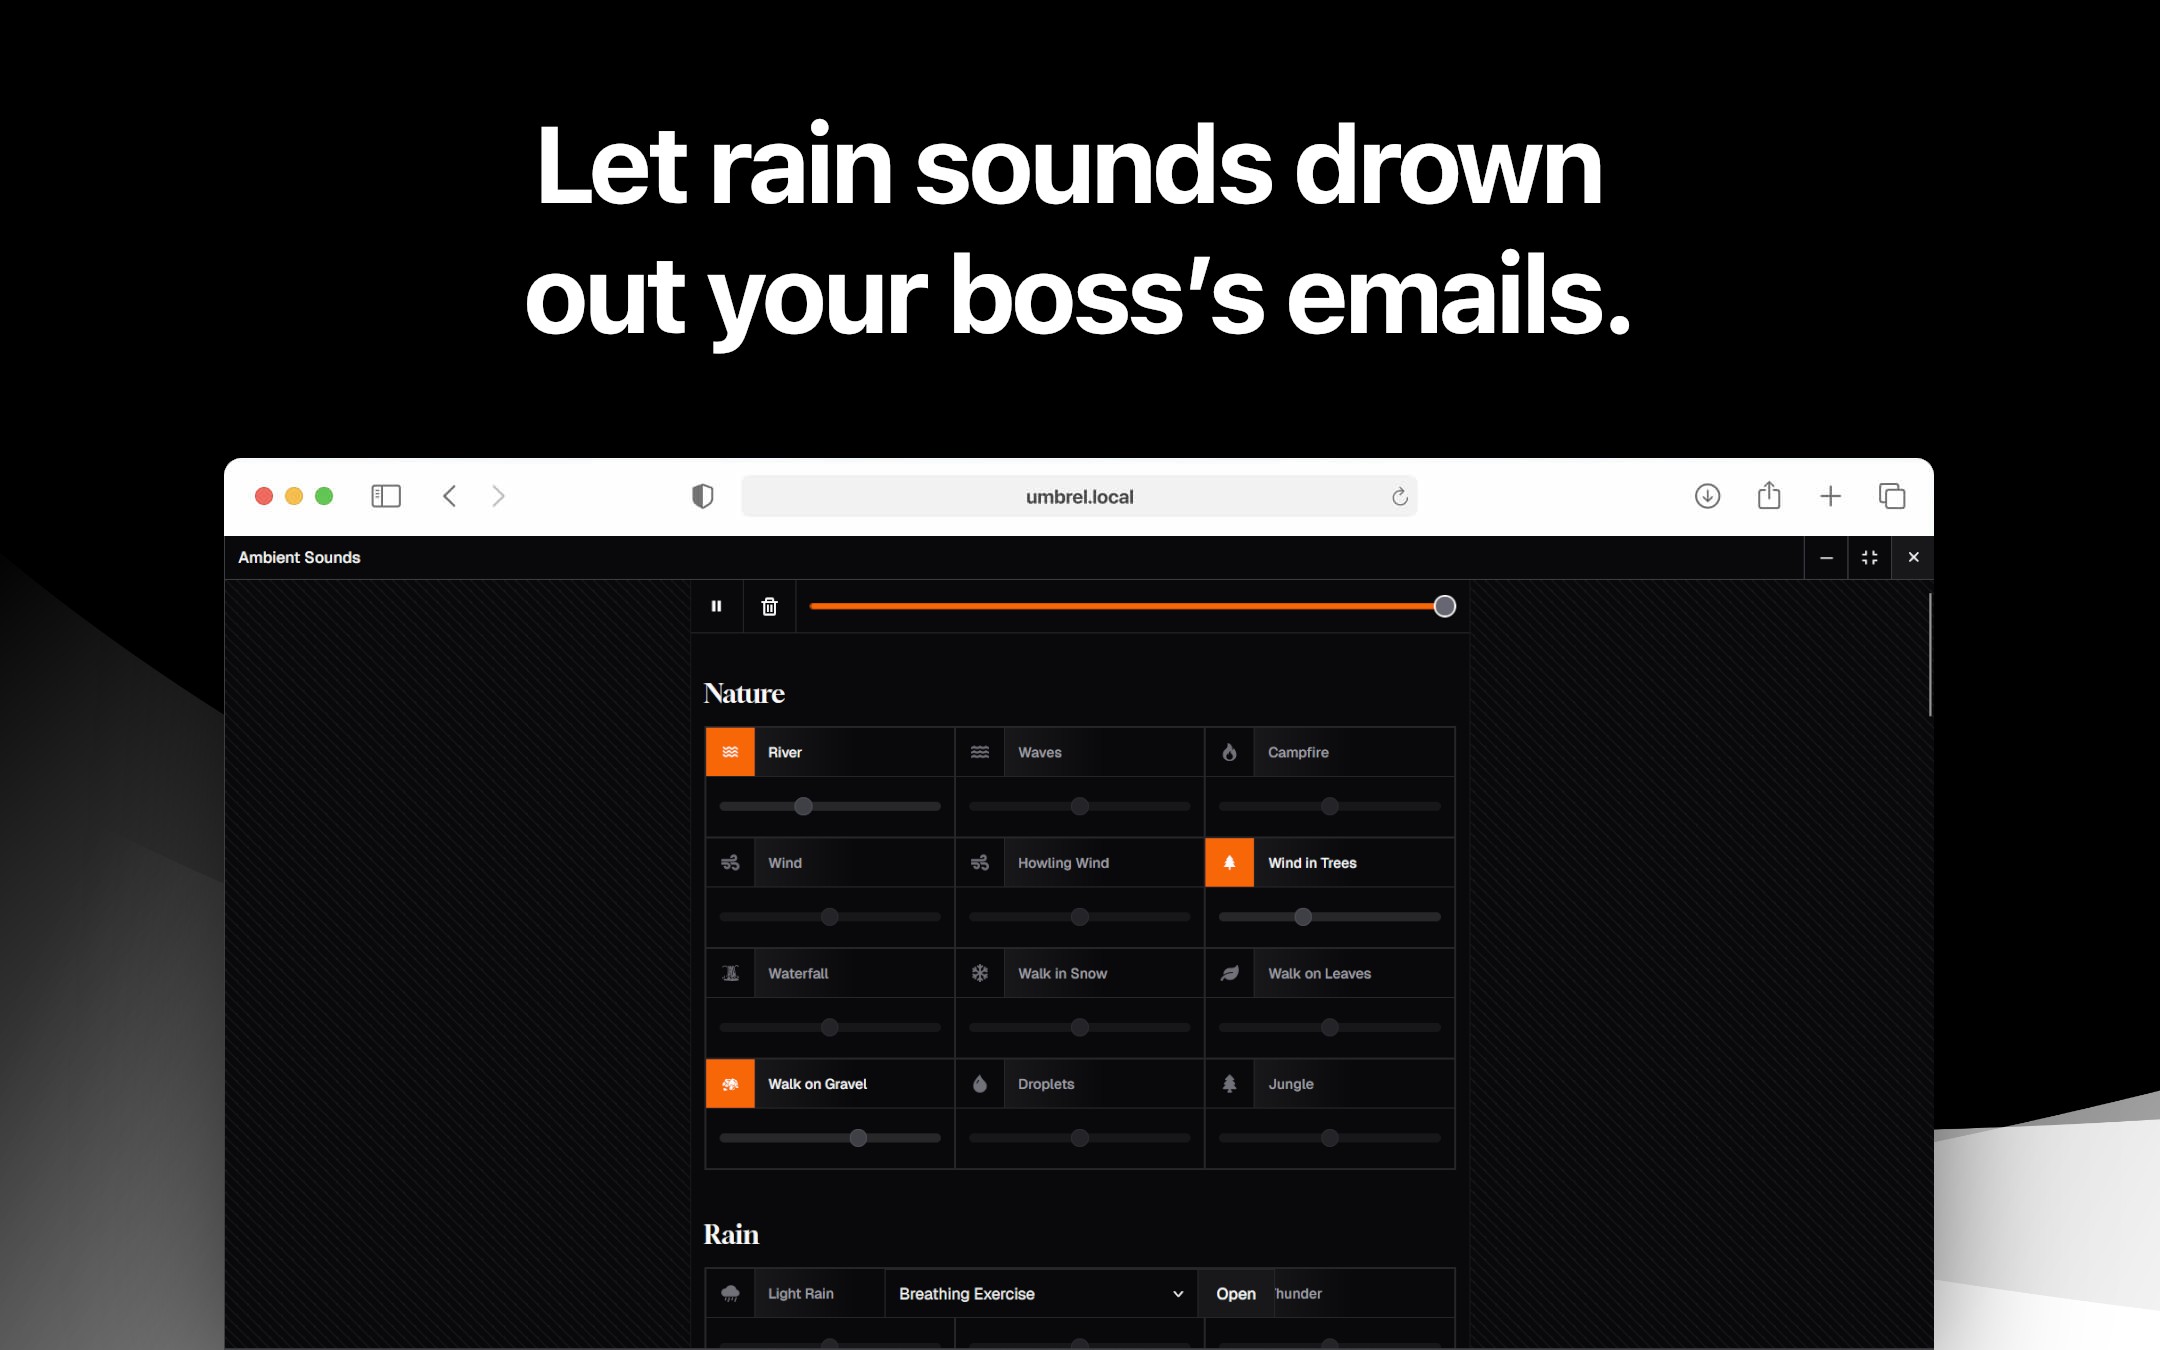 Let rain sounds drown
out your boss’s emails.
umbrel.local
Ambient Sounds
Nature
River
Waves
Campfire
Wind
Howling Wind
Wind in Trees
Waterfall
Walk in Snow
Walk on Leaves
Walk on Gravel
Droplets
Jungle
Rain
Light Rain
Breathing Exercise
Open
hunder